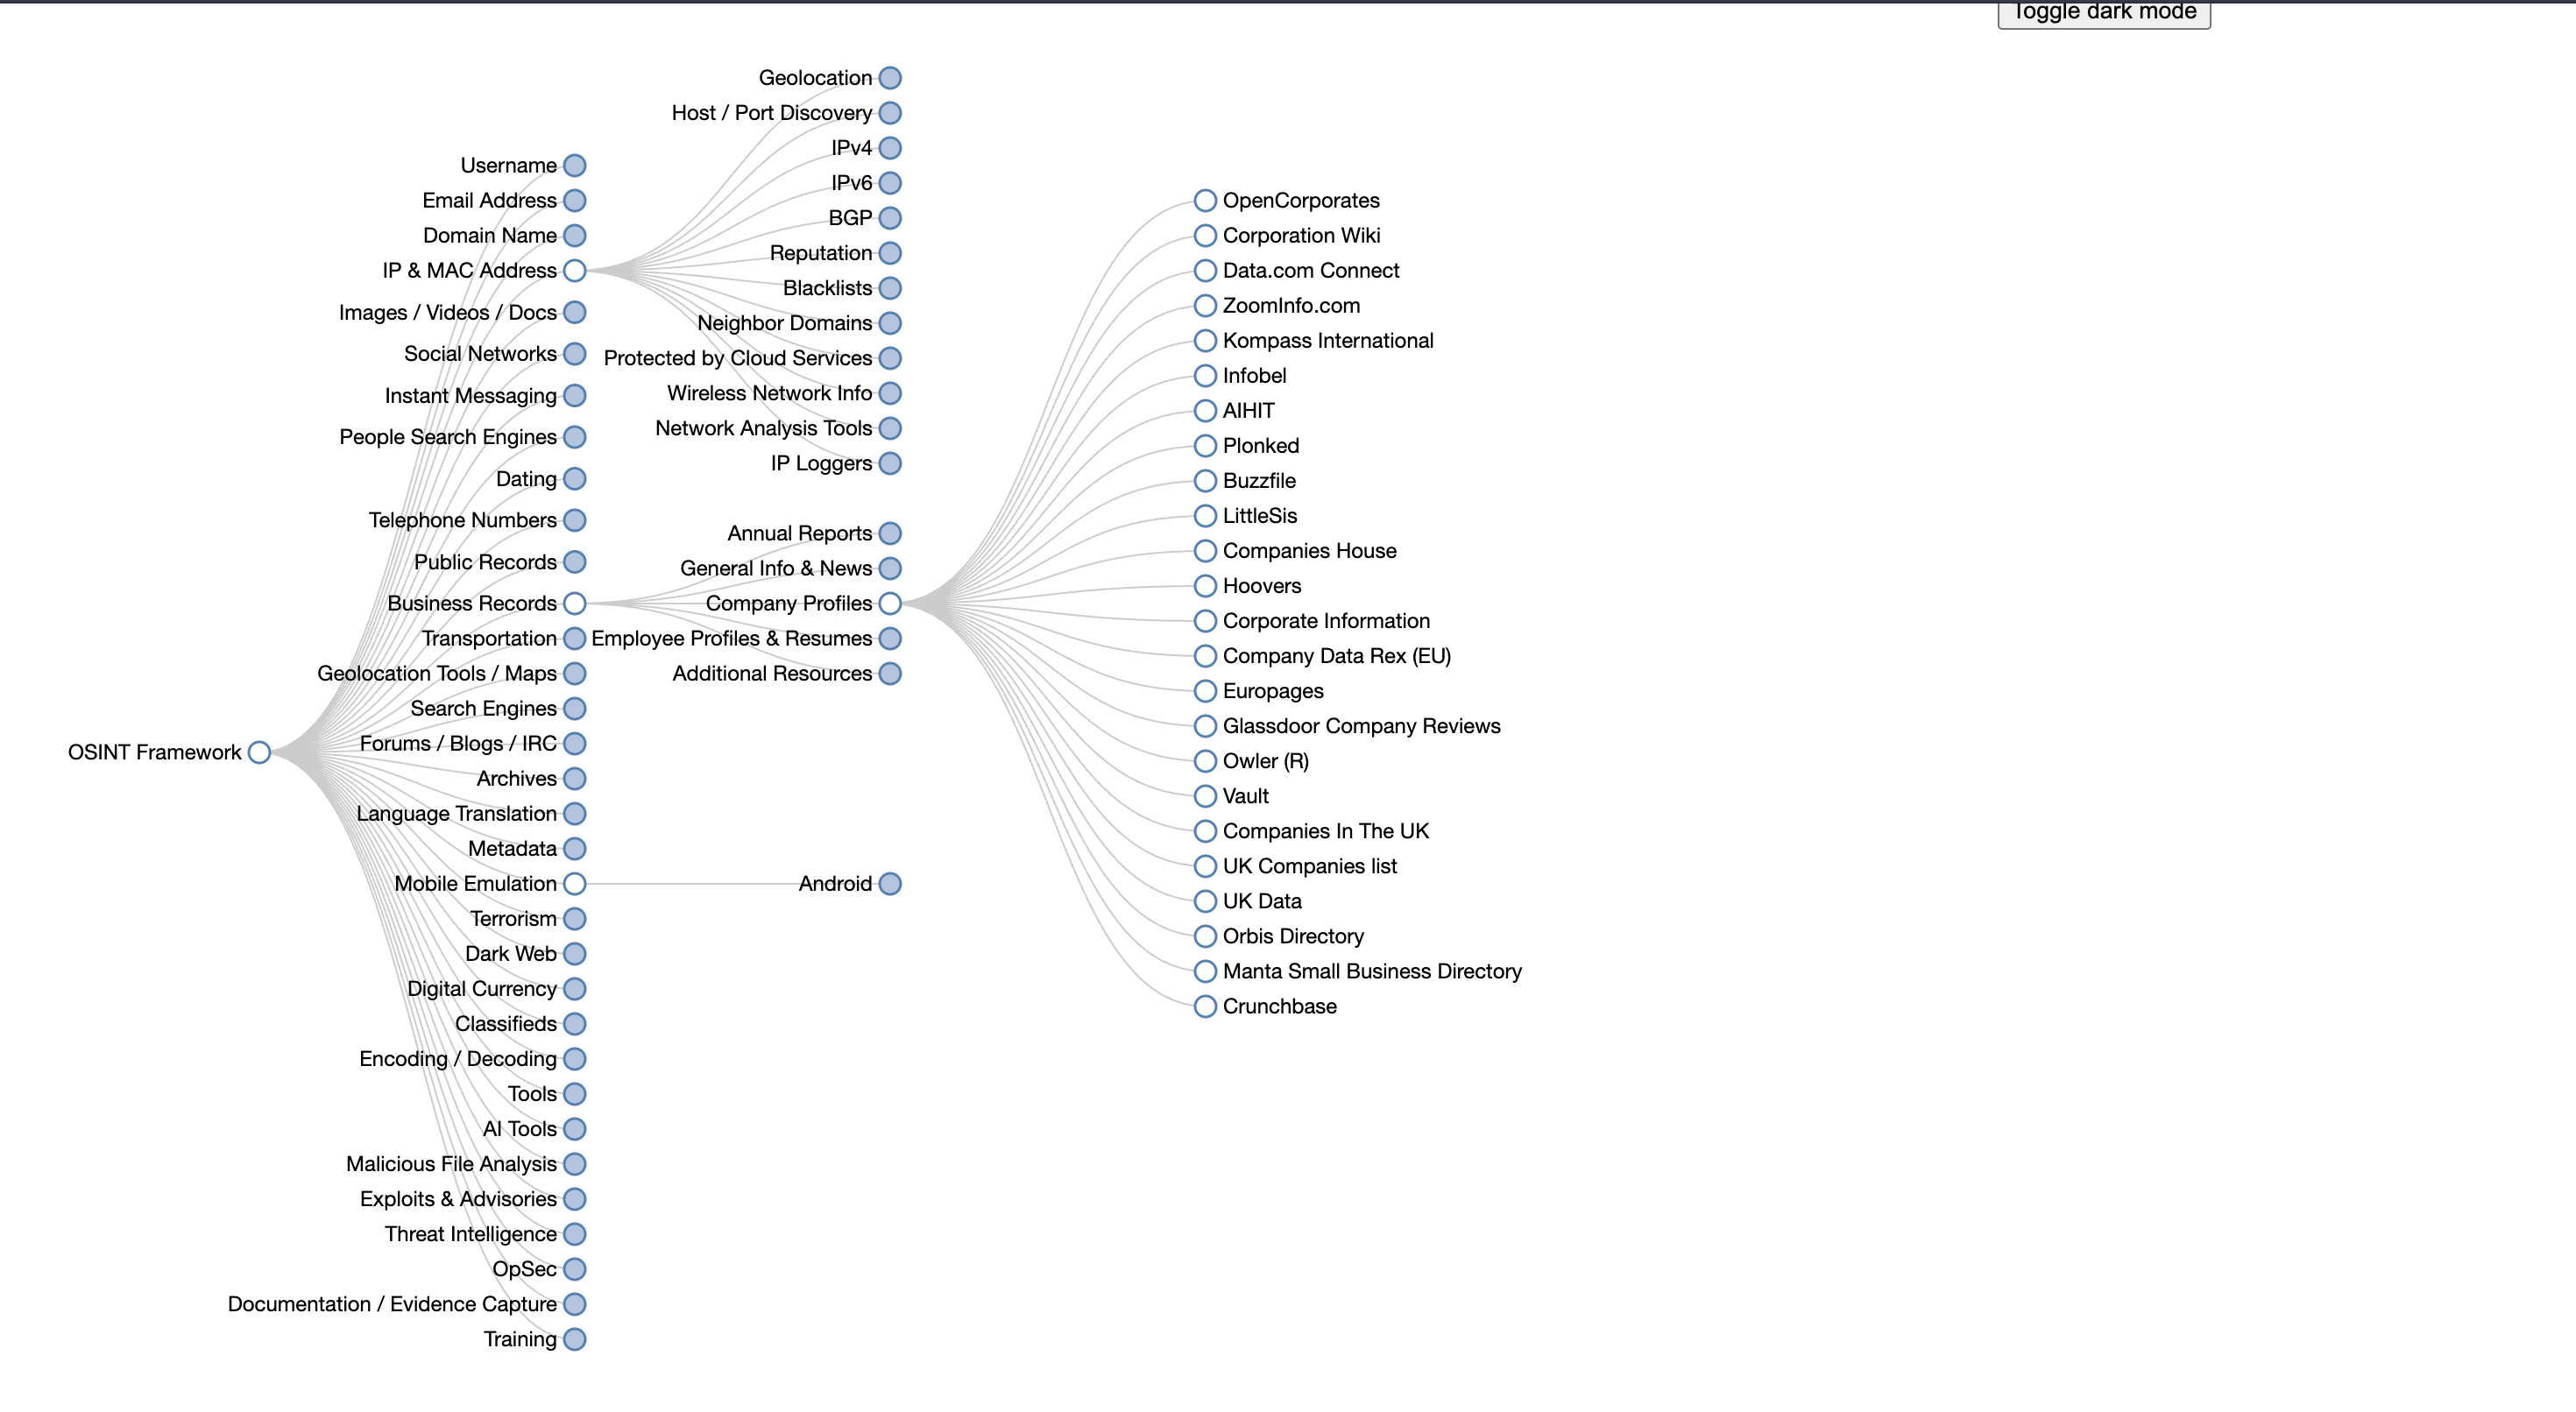 Toggle dark mode
OSINT Framework
Username
Email Address
Domain Name
IP & MAC Address
Images / Videos / Docs
Social Networks
Instant Messaging
People Search Engines
Dating
Telephone Numbers
Public Records
Business Records
Transportation
Geolocation Tools / Maps
Search Engines
Forums / Blogs / IRC
Archives
Language Translation
Metadata
Mobile Emulation
Terrorism
Dark Web
Digital Currency
Classifieds
Encoding / Decoding
Tools
AI Tools
Malicious File Analysis
Exploits & Advisories
Threat Intelligence
OpSec
Documentation / Evidence Capture
Training
Geolocation
Host / Port Discovery
IPv4
IPv6
BGP
Reputation
Blacklists
Neighbor Domains
Protected by Cloud Services
Wireless Network Info
Network Analysis Tools
IP Loggers
Annual Reports
General Info & News
Company Profiles
Employee Profiles & Resumes
Additional Resources
Android
OpenCorporates
Corporation Wiki
Data.com Connect
ZoomInfo.com
Kompass International
Infobel
AIHIT
Plonked
Buzzfile
LittleSis
Companies House
Hoovers
Corporate Information
Company Data Rex (EU)
Europages
Glassdoor Company Reviews
Owler (R)
Vault
Companies In The UK
UK Companies list
UK Data
Orbis Directory
Manta Small Business Directory
Crunchbase